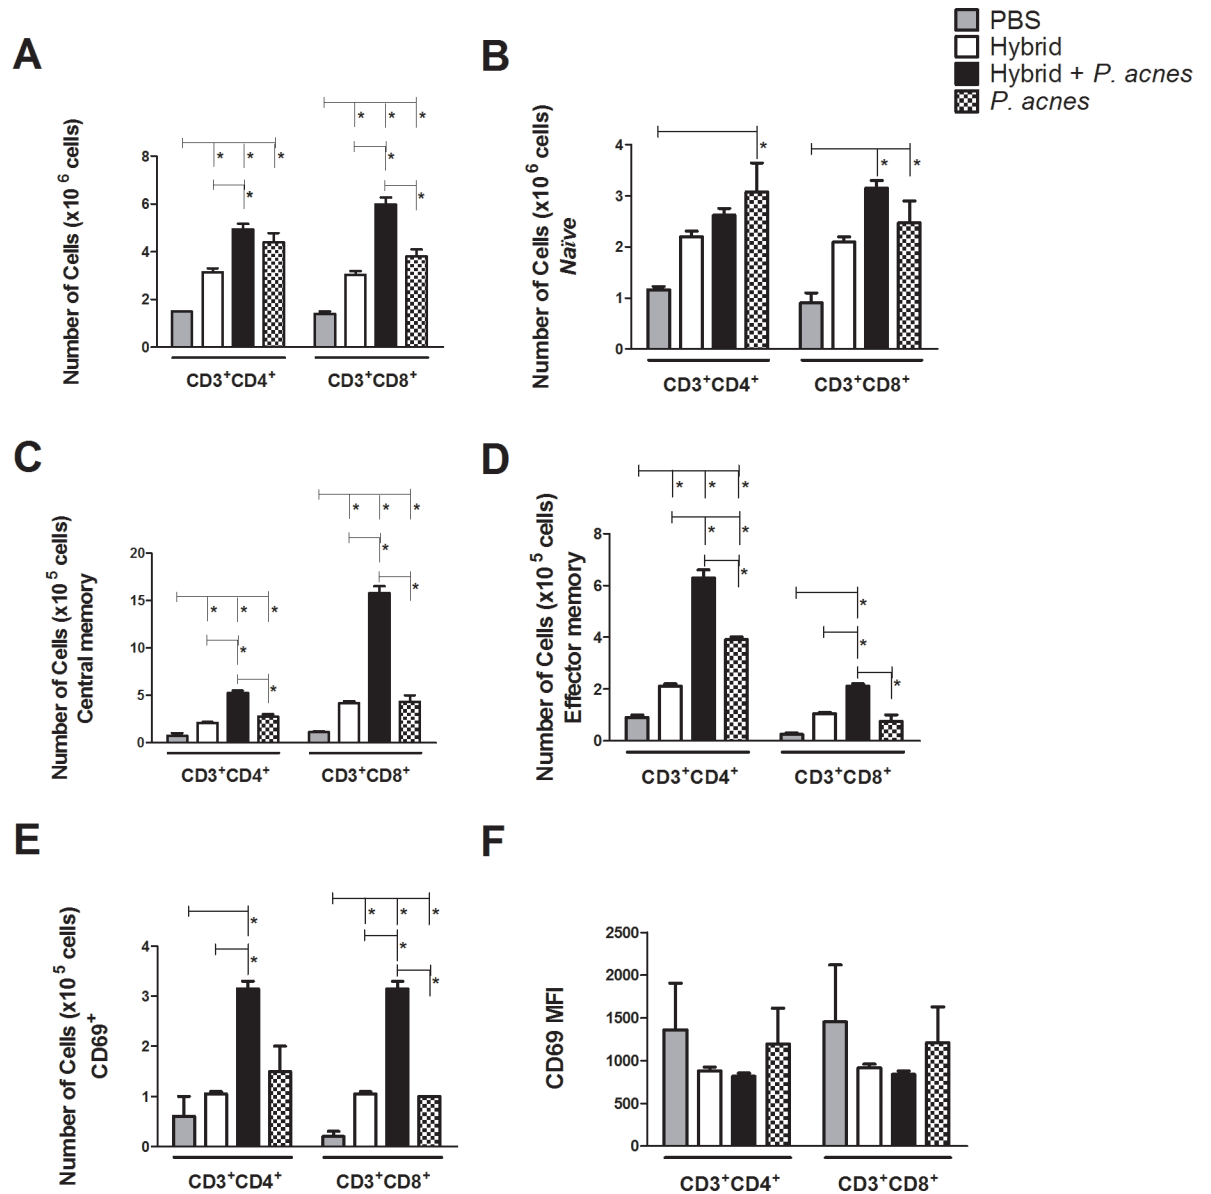 PBS
Hybrid
Hybrid + P. acnes
P. acnes
A
Number of Cells (x10 6 cells)
8
6
4
2
0
* * *
*
* * *
*
*
CD3+CD4+
CD3+CD8+
B
Number of Cells (x10 6 cells)
Naïve
4
3
2
1
0
*
* *
CD3+CD4+
CD3+CD8+
C
Number of Cells (x10 5 cells)
Central memory
20
15
10
5
0
* * *
*
*
* * *
*
*
CD3+CD4+
CD3+CD8+
D
Number of Cells (x10 5 cells)
Effector memory
8
6
4
2
0
* * *
* *
*
*
*
*
CD3+CD4+
CD3+CD8+
E
Number of Cells (x10 5 cells)
CD69+
4
3
2
1
0
*
*
* * *
*
*
CD3+CD4+
CD3+CD8+
F
CD69 MFI
2500
2000
1500
1000
500
0
CD3+CD4+
CD3+CD8+